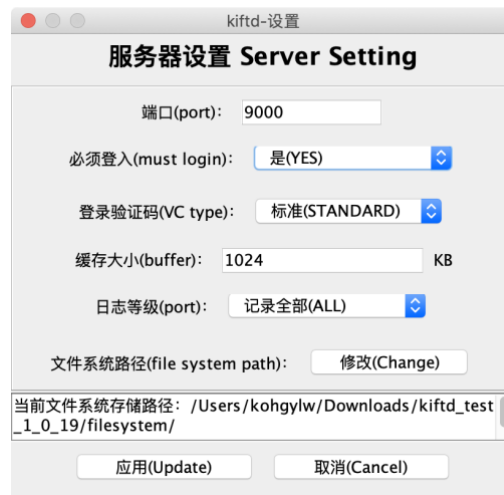 kiftd-设置
服务器设置 Server Setting
端口(port)： 9000
必须登入(must login)： 是(YES)
登录验证码(VC type)： 标准(STANDARD)
缓存大小(buffer)： 1024 KB
日志等级(port)： 记录全部(ALL)
文件系统路径(file system path)： 修改(Change)
当前文件系统存储路径：/Users/kohgylw/Downloads/kiftd_test
_1_0_19/filesystem/
应用(Update) 取消(Cancel)